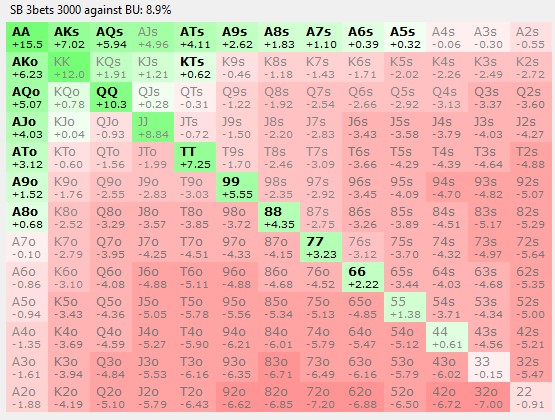 SB 3bets 3000 against BU: 8.9%
AA AKs AQs AJs ATs A9s A8s A7s A6s A5s A4s A3s A2s
+15.5 +7.02 +5.94 +4.96 +4.11 +2.62 +1.83 +1.10 +0.39 +0.32 -0.06 -0.30 -0.55
AKo KK KQs KJs KTs K9s K8s K7s K6s K5s K4s K3s K2s
+6.23 +12.0 +1.91 +1.21 +0.62 -0.46 -1.18 -1.43 -1.71 -2.02 -2.26 -2.49 -2.72
AQo KQo QQ QJs QTs Q9s Q8s Q7s Q6s Q5s Q4s Q3s Q2s
+5.07 +0.78 +10.3 +0.28 -0.31 -1.22 -1.92 -2.54 -2.66 -2.92 -3.13 -3.37 -3.60
AJo KJo QJo JJ JTs J9s J8s J7s J6s J5s J4s J3s J2s
+4.03 +0.04 -0.93 +8.84 -0.72 -1.50 -2.20 -2.83 -3.43 -3.58 -3.79 -4.03 -4.27
ATo KTo QTo JTo TT T9s T8s T7s T6s T5s T4s T3s T2s
+3.12 -0.60 -1.56 -1.99 +7.25 -1.70 -2.46 -3.09 -3.66 -4.29 -4.39 -4.64 -4.88
A9o K9o Q9o J9o T9o 99 98s 97s 96s 95s 94s 93s 92s
+1.52 -1.76 -2.55 -2.83 -3.03 +5.55 -2.35 -2.92 -3.45 -4.10 -4.70 -4.82 -5.07
A8o K8o Q8o J8o T8o 98o 88 87s 86s 85s 84s 83s 82s
+0.68 -2.52 -3.29 -3.57 -3.85 -3.72 +4.35 -2.75 -3.26 -3.89 -4.51 -5.17 -5.29
A7o K7o Q7o J7o T7o 97o 87o 77 76s 75s 74s 73s 72s
-0.10 -2.79 -3.95 -4.25 -4.51 -4.33 -4.15 +3.23 -3.12 -3.70 -4.32 -4.97 -5.64
A6o K6o Q6o J6o T6o 96o 86o 76o 66 65s 64s 63s 62s
-0.86 -3.10 -4.08 -4.88 -5.11 -4.88 -4.68 -4.52 +2.22 -3.44 -4.03 -4.68 -5.35
A5o K5o Q5o J5o T5o 95o 85o 75o 65o 55 54s 53s 52s
-0.94 -3.43 -4.36 -5.05 -5.78 -5.56 -5.34 -5.13 -4.85 +1.38 -3.71 -4.34 -5.00
A4o K4o Q4o J4o T4o 94o 84o 74o 64o 54o 44 43s 42s
-1.35 -3.69 -4.59 -5.27 -5.90 -6.21 -6.01 -5.79 -5.47 -5.12 +0.61 -4.56 -5.21
A3o K3o Q3o J3o T3o 93o 83o 73o 63o 53o 43o 33 32s
-1.61 -3.94 -4.84 -5.53 -6.16 -6.35 -6.71 -6.49 -6.16 -5.79 -6.02 -0.15 -5.47
A2o K2o Q2o J2o T2o 92o 82o 72o 62o 52o 42o 32o 22
-1.88 -4.19 -5.10 -5.79 -6.43 -6.62 -6.85 -7.20 -6.88 -6.50 -6.72 -7.00 -0.91